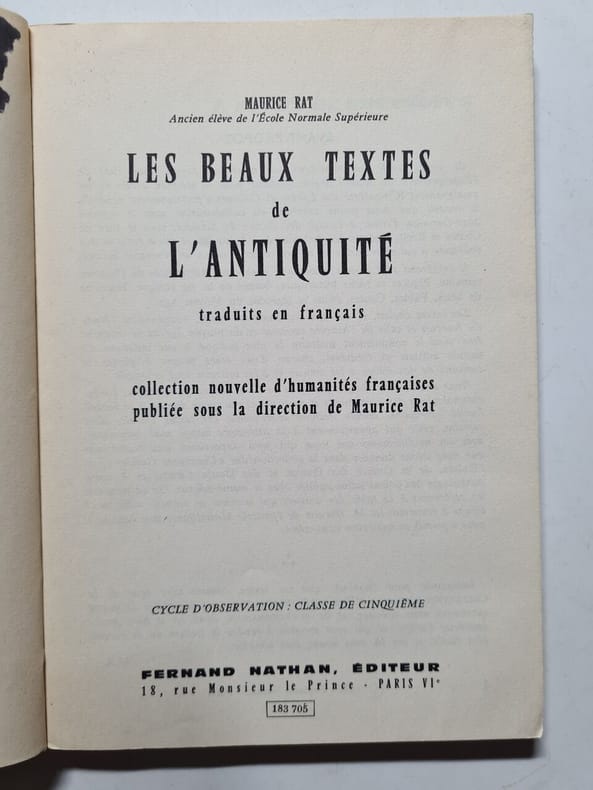 MAURICE RAT
Ancien élève de l'École Normale Supérieure
LES BEAUX TEXTES
de
L'ANTIQUITÉ
traduits en français
collection nouvelle d'humanités françaises
publiée sous la direction de Maurice Rat
CYCLE D'OBSERVATION : CLASSE DE CINQUIÈME
FERNAND NATHAN, ÉDITEUR
18, rue Monsieur le Prince - PARIS VIe
183 705